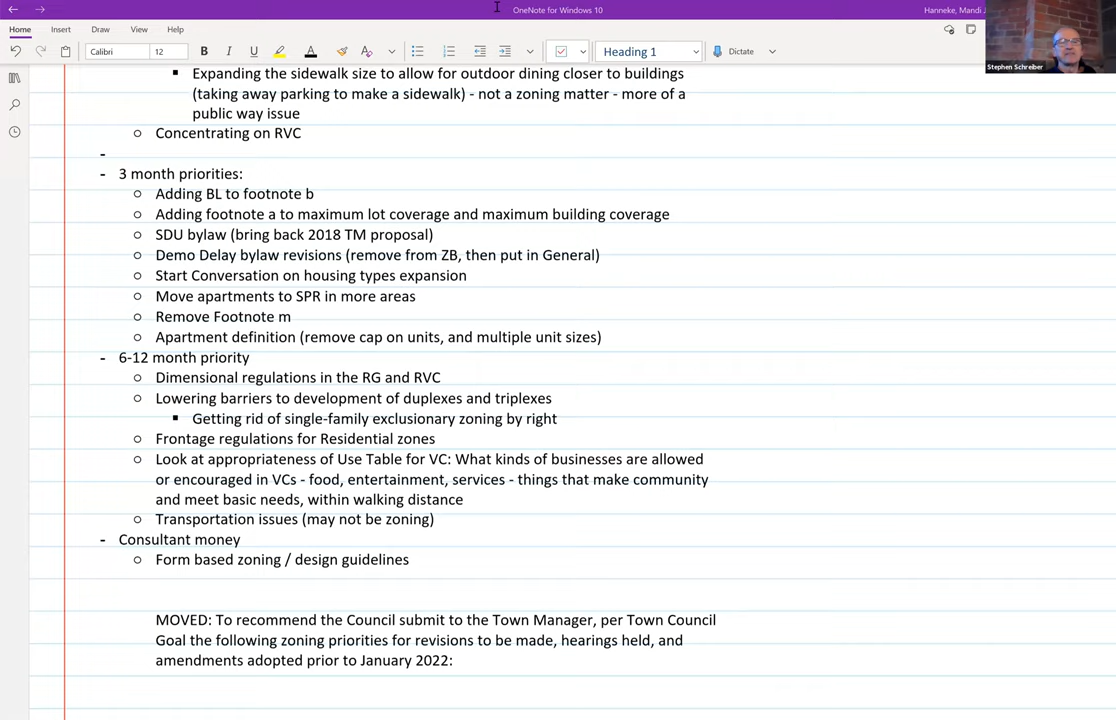 OneNote for Windows 10
Hanneke, Mandi J
Home Insert Draw View Help
Calibri 12 B I U A A Heading 1 Dictate
Stephen Schreiber
▪ Expanding the sidewalk size to allow for outdoor dining closer to buildings
(taking away parking to make a sidewalk) - not a zoning matter - more of a
public way issue
○ Concentrating on RVC
-
- 3 month priorities:
○ Adding BL to footnote b
○ Adding footnote a to maximum lot coverage and maximum building coverage
○ SDU bylaw (bring back 2018 TM proposal)
○ Demo Delay bylaw revisions (remove from ZB, then put in General)
○ Start Conversation on housing types expansion
○ Move apartments to SPR in more areas
○ Remove Footnote m
○ Apartment definition (remove cap on units, and multiple unit sizes)
- 6-12 month priority
○ Dimensional regulations in the RG and RVC
○ Lowering barriers to development of duplexes and triplexes
▪ Getting rid of single-family exclusionary zoning by right
○ Frontage regulations for Residential zones
○ Look at appropriateness of Use Table for VC: What kinds of businesses are allowed
or encouraged in VCs - food, entertainment, services - things that make community
and meet basic needs, within walking distance
○ Transportation issues (may not be zoning)
- Consultant money
○ Form based zoning / design guidelines
MOVED: To recommend the Council submit to the Town Manager, per Town Council
Goal the following zoning priorities for revisions to be made, hearings held, and
amendments adopted prior to January 2022: